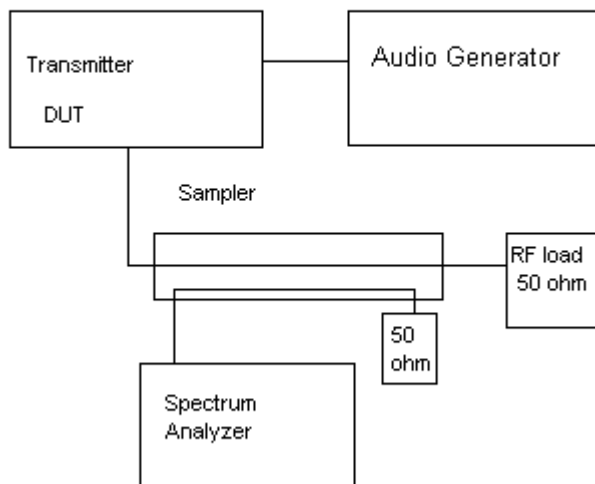 Transmitter
DUT
Audio Generator
Sampler
RF load
50 ohm
50
ohm
Spectrum
Analyzer